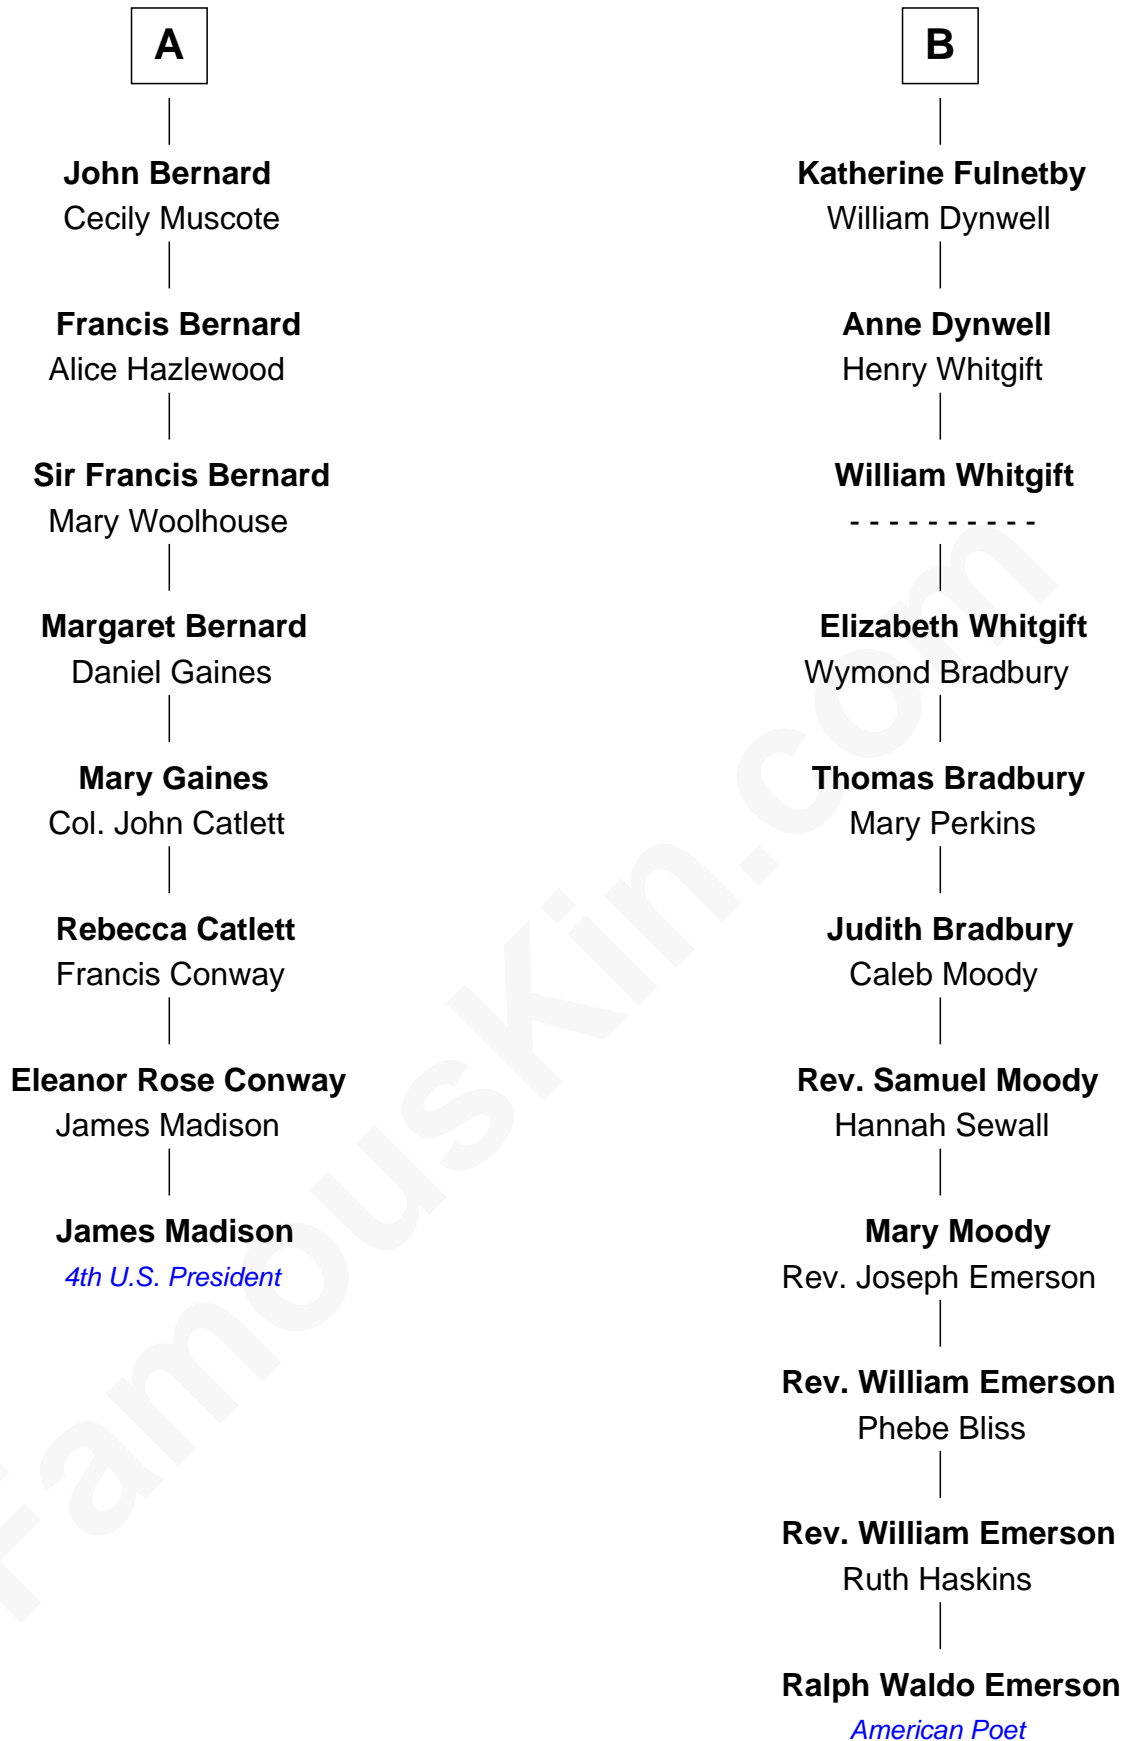 A
John Bernard
Cecily Muscote
Francis Bernard
Alice Hazlewood
Sir Francis Bernard
Mary Woolhouse
Margaret Bernard
Daniel Gaines
Mary Gaines
Col. John Catlett
Rebecca Catlett
Francis Conway
Eleanor Rose Conway
James Madison
James Madison
4th U.S. President
B
Katherine Fulnetby
William Dynwell
Anne Dynwell
Henry Whitgift
William Whitgift
- - - - - - - - - -
Elizabeth Whitgift
Wymond Bradbury
Thomas Bradbury
Mary Perkins
Judith Bradbury
Caleb Moody
Rev. Samuel Moody
Hannah Sewall
Mary Moody
Rev. Joseph Emerson
Rev. William Emerson
Phebe Bliss
Rev. William Emerson
Ruth Haskins
Ralph Waldo Emerson
American Poet
FamousKin.com